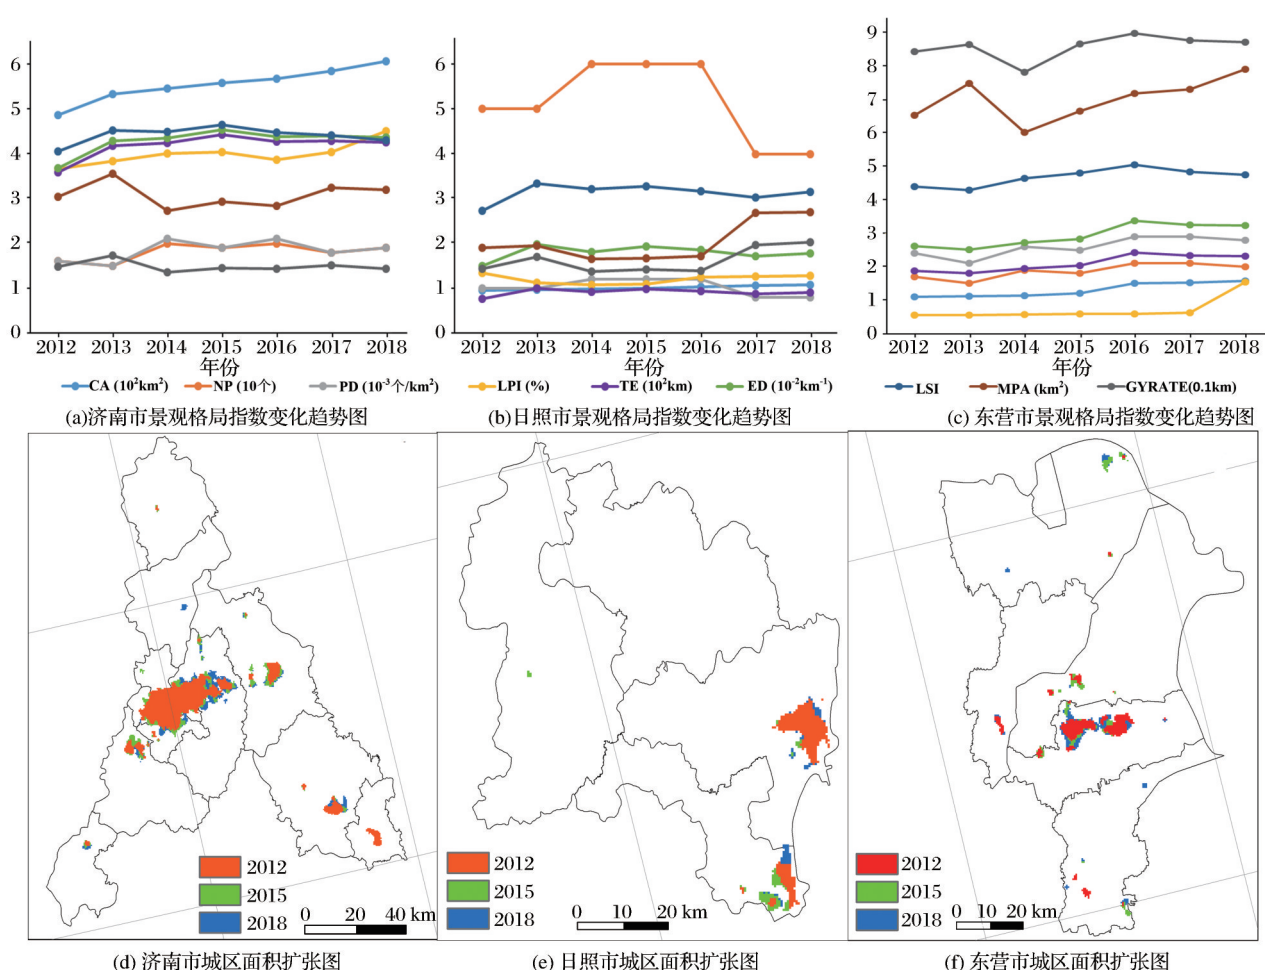 6
5
4
3
2
1
0
2012 2013 2014 2015 2016 2017 2018
年份
6
5
4
3
2
1
0
2012 2013 2014 2015 2016 2017 2018
年份
9
8
7
6
5
4
3
2
1
0
2012 2013 2014 2015 2016 2017 2018
年份
CA (10²km²) NP (10个) PD (10⁻³个/km²) LPI (%) TE (10²km) ED (10⁻²km⁻¹) LSI MPA (km²) GYRATE(0.1km)
(a)济南市景观格局指数变化趋势图
(b)日照市景观格局指数变化趋势图
(c) 东营市景观格局指数变化趋势图
2012
2015
2018
0 20 40 km
2012
2015
2018
0 10 20 km
2012
2015
2018
0 10 20 km
(d) 济南市城区面积扩张图
(e) 日照市城区面积扩张图
(f) 东营市城区面积扩张图